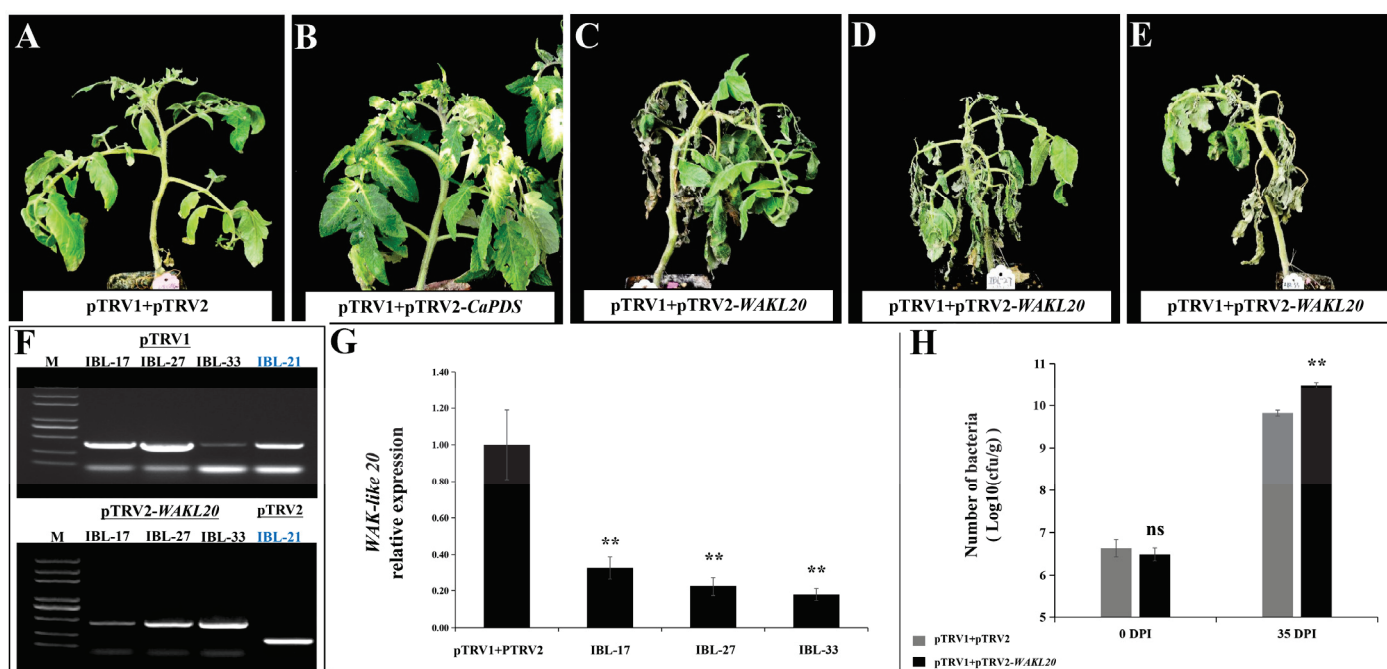 A
B
C
D
E
pTRV1+pTRV2
pTRV1+pTRV2-CaPDS
pTRV1+pTRV2-WAKL20
pTRV1+pTRV2-WAKL20
pTRV1+pTRV2-WAKL20
F
pTRV1
M IBL-17 IBL-27 IBL-33 IBL-21
pTRV2-WAKL20 pTRV2
M IBL-17 IBL-27 IBL-33 IBL-21
G
WAK-like 20
relative expression
1.40
1.20
1.00
0.80
0.60
0.40
0.20
0.00
**
**
**
pTRV1+PTRV2 IBL-17 IBL-27 IBL-33
H
Number of bacteria
( Log10(cfu/g) )
11
10
9
8
7
6
5
ns
**
0 DPI 35 DPI
pTRV1+pTRV2
pTRV1+pTRV2-WAKL20